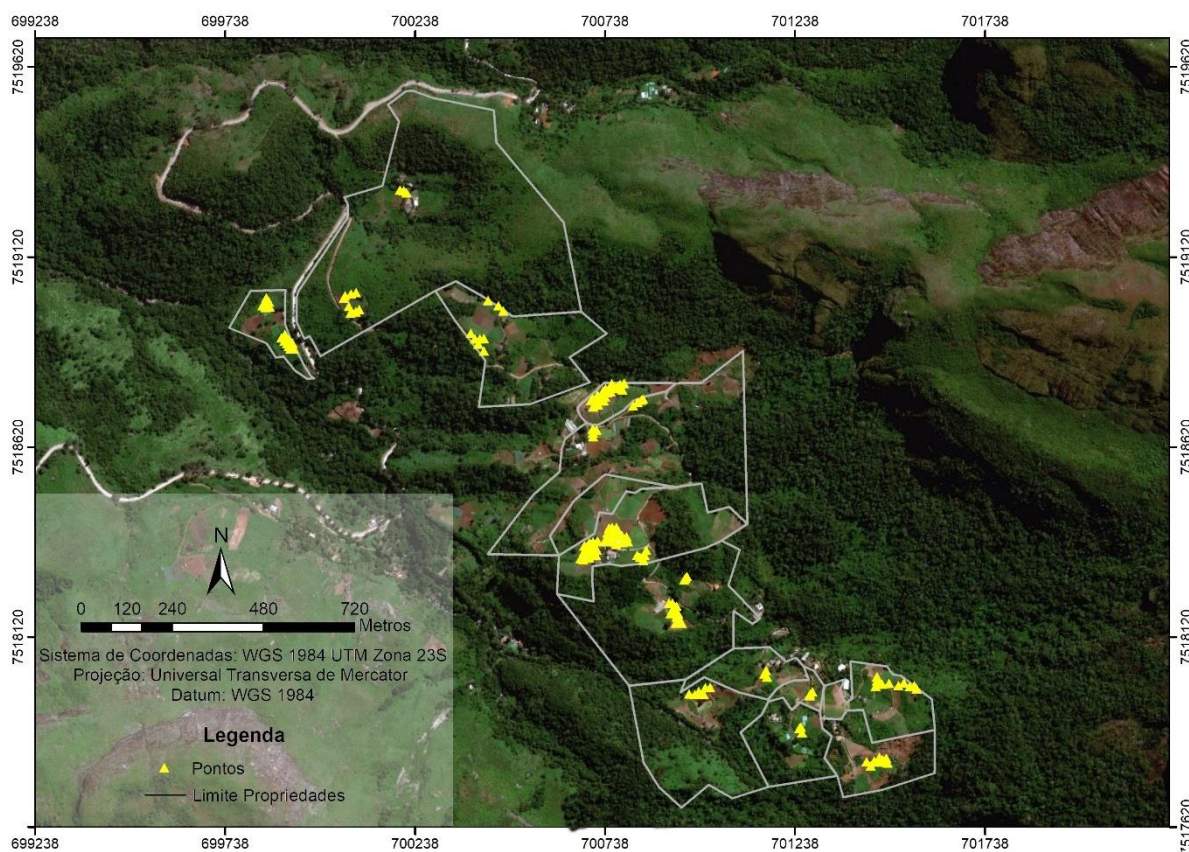 699238 699738 700238 700738 701238 701738
7519620 7519620
7519120 7519120
7518620 7518620
N
0 120 240 480 720
Metros
7518120 7518120
Sistema de Coordenadas: WGS 1984 UTM Zona 23S
Projeção: Universal Transversa de Mercator
Datum: WGS 1984
Legenda
Pontos
Limite Propriedades
7517620 7517620
699238 699738 700238 700738 701238 701738